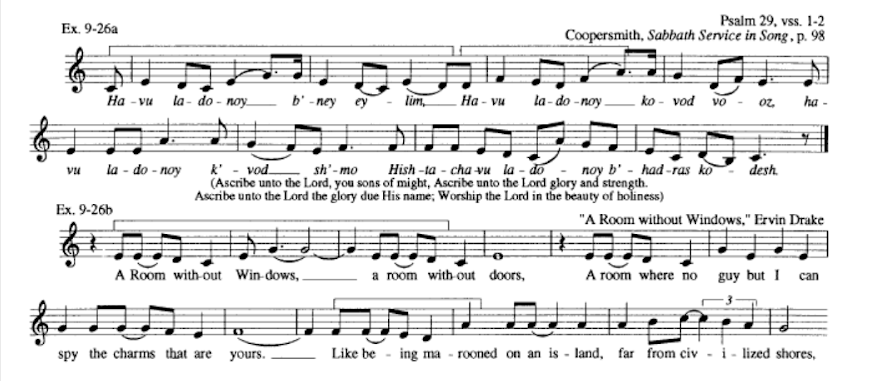 Ex. 9-26a
Psalm 29, vss. 1-2
Coopersmith, Sabbath Service in Song, p. 98
Ha - vu la - do - noy____ b' - ney ey - lim,____ Ha - vu la - do - noy____ ko - vod vo - oz, ha -
vu la - do - noy k' - vod____ sh'- mo Hish - ta - cha - vu la - do - noy b' - had - ras ko - desh.
(Ascribe unto the Lord, you sons of might, Ascribe unto the Lord glory and strength.
Ascribe unto the Lord the glory due His name; Worship the Lord in the beauty of holiness)
Ex. 9-26b
"A Room without Windows," Ervin Drake
A Room with-out Win-dows, ______ a room with-out doors, A room where no guy but I can
3
spy the charms that are yours. ____ Like be - ing ma - rooned on an is - land, far from civ - i - lized shores,